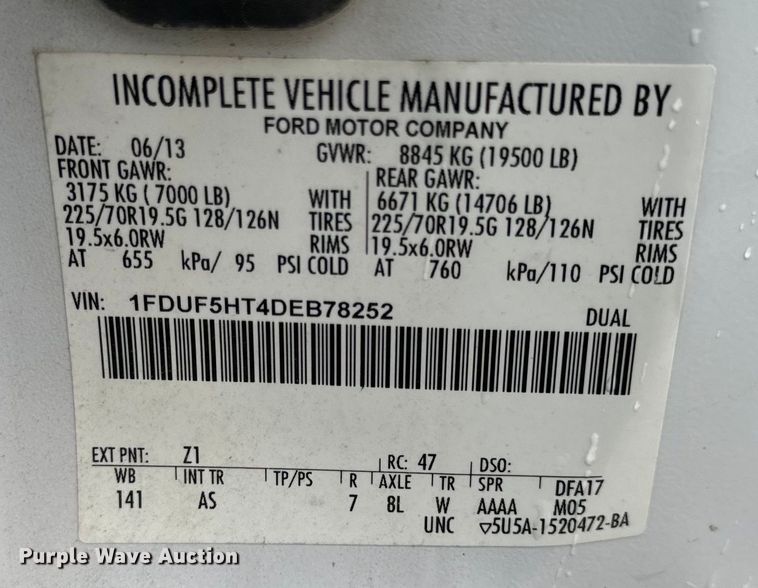 INCOMPLETE VEHICLE MANUFACTURED BY
FORD MOTOR COMPANY
DATE: 06/13 GVWR: 8845 KG (19500 LB)
FRONT GAWR: REAR GAWR:
3175 KG ( 7000 LB) WITH 6671 KG (14706 LB) WITH
225/70R19.5G 128/126N TIRES 225/70R19.5G 128/126N TIRES
19.5x6.0RW RIMS 19.5x6.0RW RIMS
AT 655 kPa/ 95 PSI COLD AT 760 kPa/110 PSI COLD
VIN: 1FDUF5HT4DEB78252 DUAL
EXT PNT: Z1 RC: 47 DSO:
WB INT TR TP/PS R AXLE TR SPR DFA17
141 AS 7 8L W AAAA M05
UNC ▽5U5A-1520472-BA
Purple Wave Auction